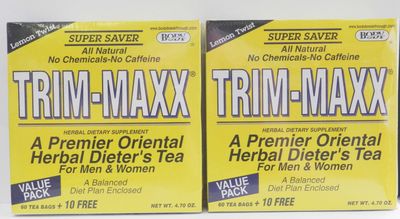 Lemon Twist
SUPER SAVER
BODY
All Natural
No Chemicals-No Caffeine
TRIM-MAXX®
HERBAL DIETARY SUPPLEMENT
A Premier Oriental
Herbal Dieter's Tea
For Men & Women
VALUE
PACK
A Balanced
Diet Plan Enclosed
60 TEA BAGS + 10 FREE
NET WT. 4.70 OZ.
Lemon Twist
SUPER SAVER
BODY
All Natural
No Chemicals-No Caffeine
TRIM-MAXX®
HERBAL DIETARY SUPPLEMENT
A Premier Oriental
Herbal Dieter's Tea
For Men & Women
VALUE
PACK
A Balanced
Diet Plan Enclosed
60 TEA BAGS + 10 FREE
NET WT. 4.70 OZ.